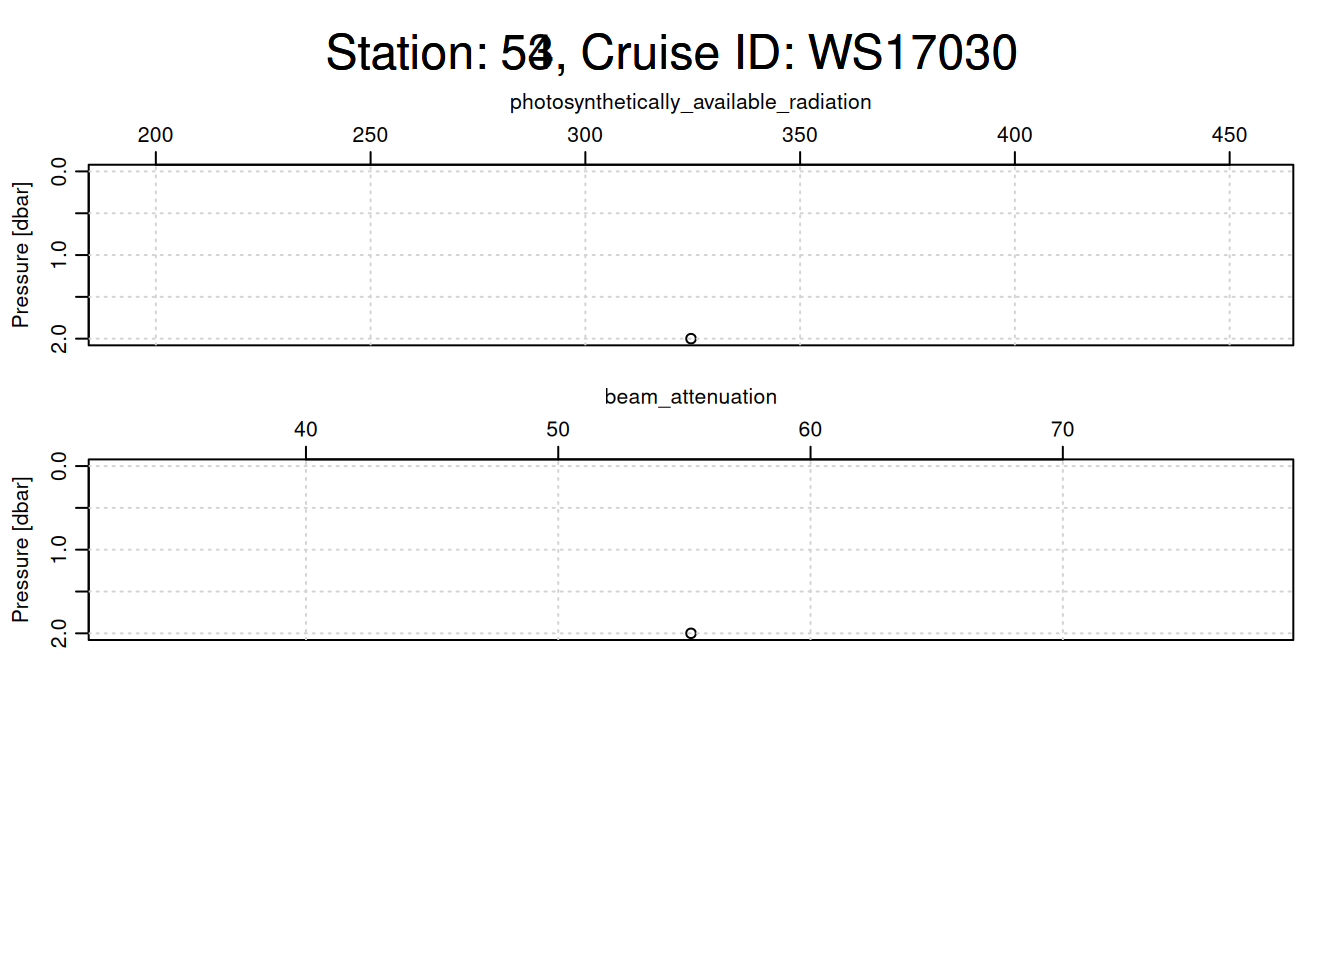 Station: , Cruise ID: WS17030
photosynthetically_available_radiation
200 250 300 350 400 450
0.0
1.0
2.0
Pressure [dbar]
beam_attenuation
40 50 60 70
0.0
1.0
2.0
Pressure [dbar]